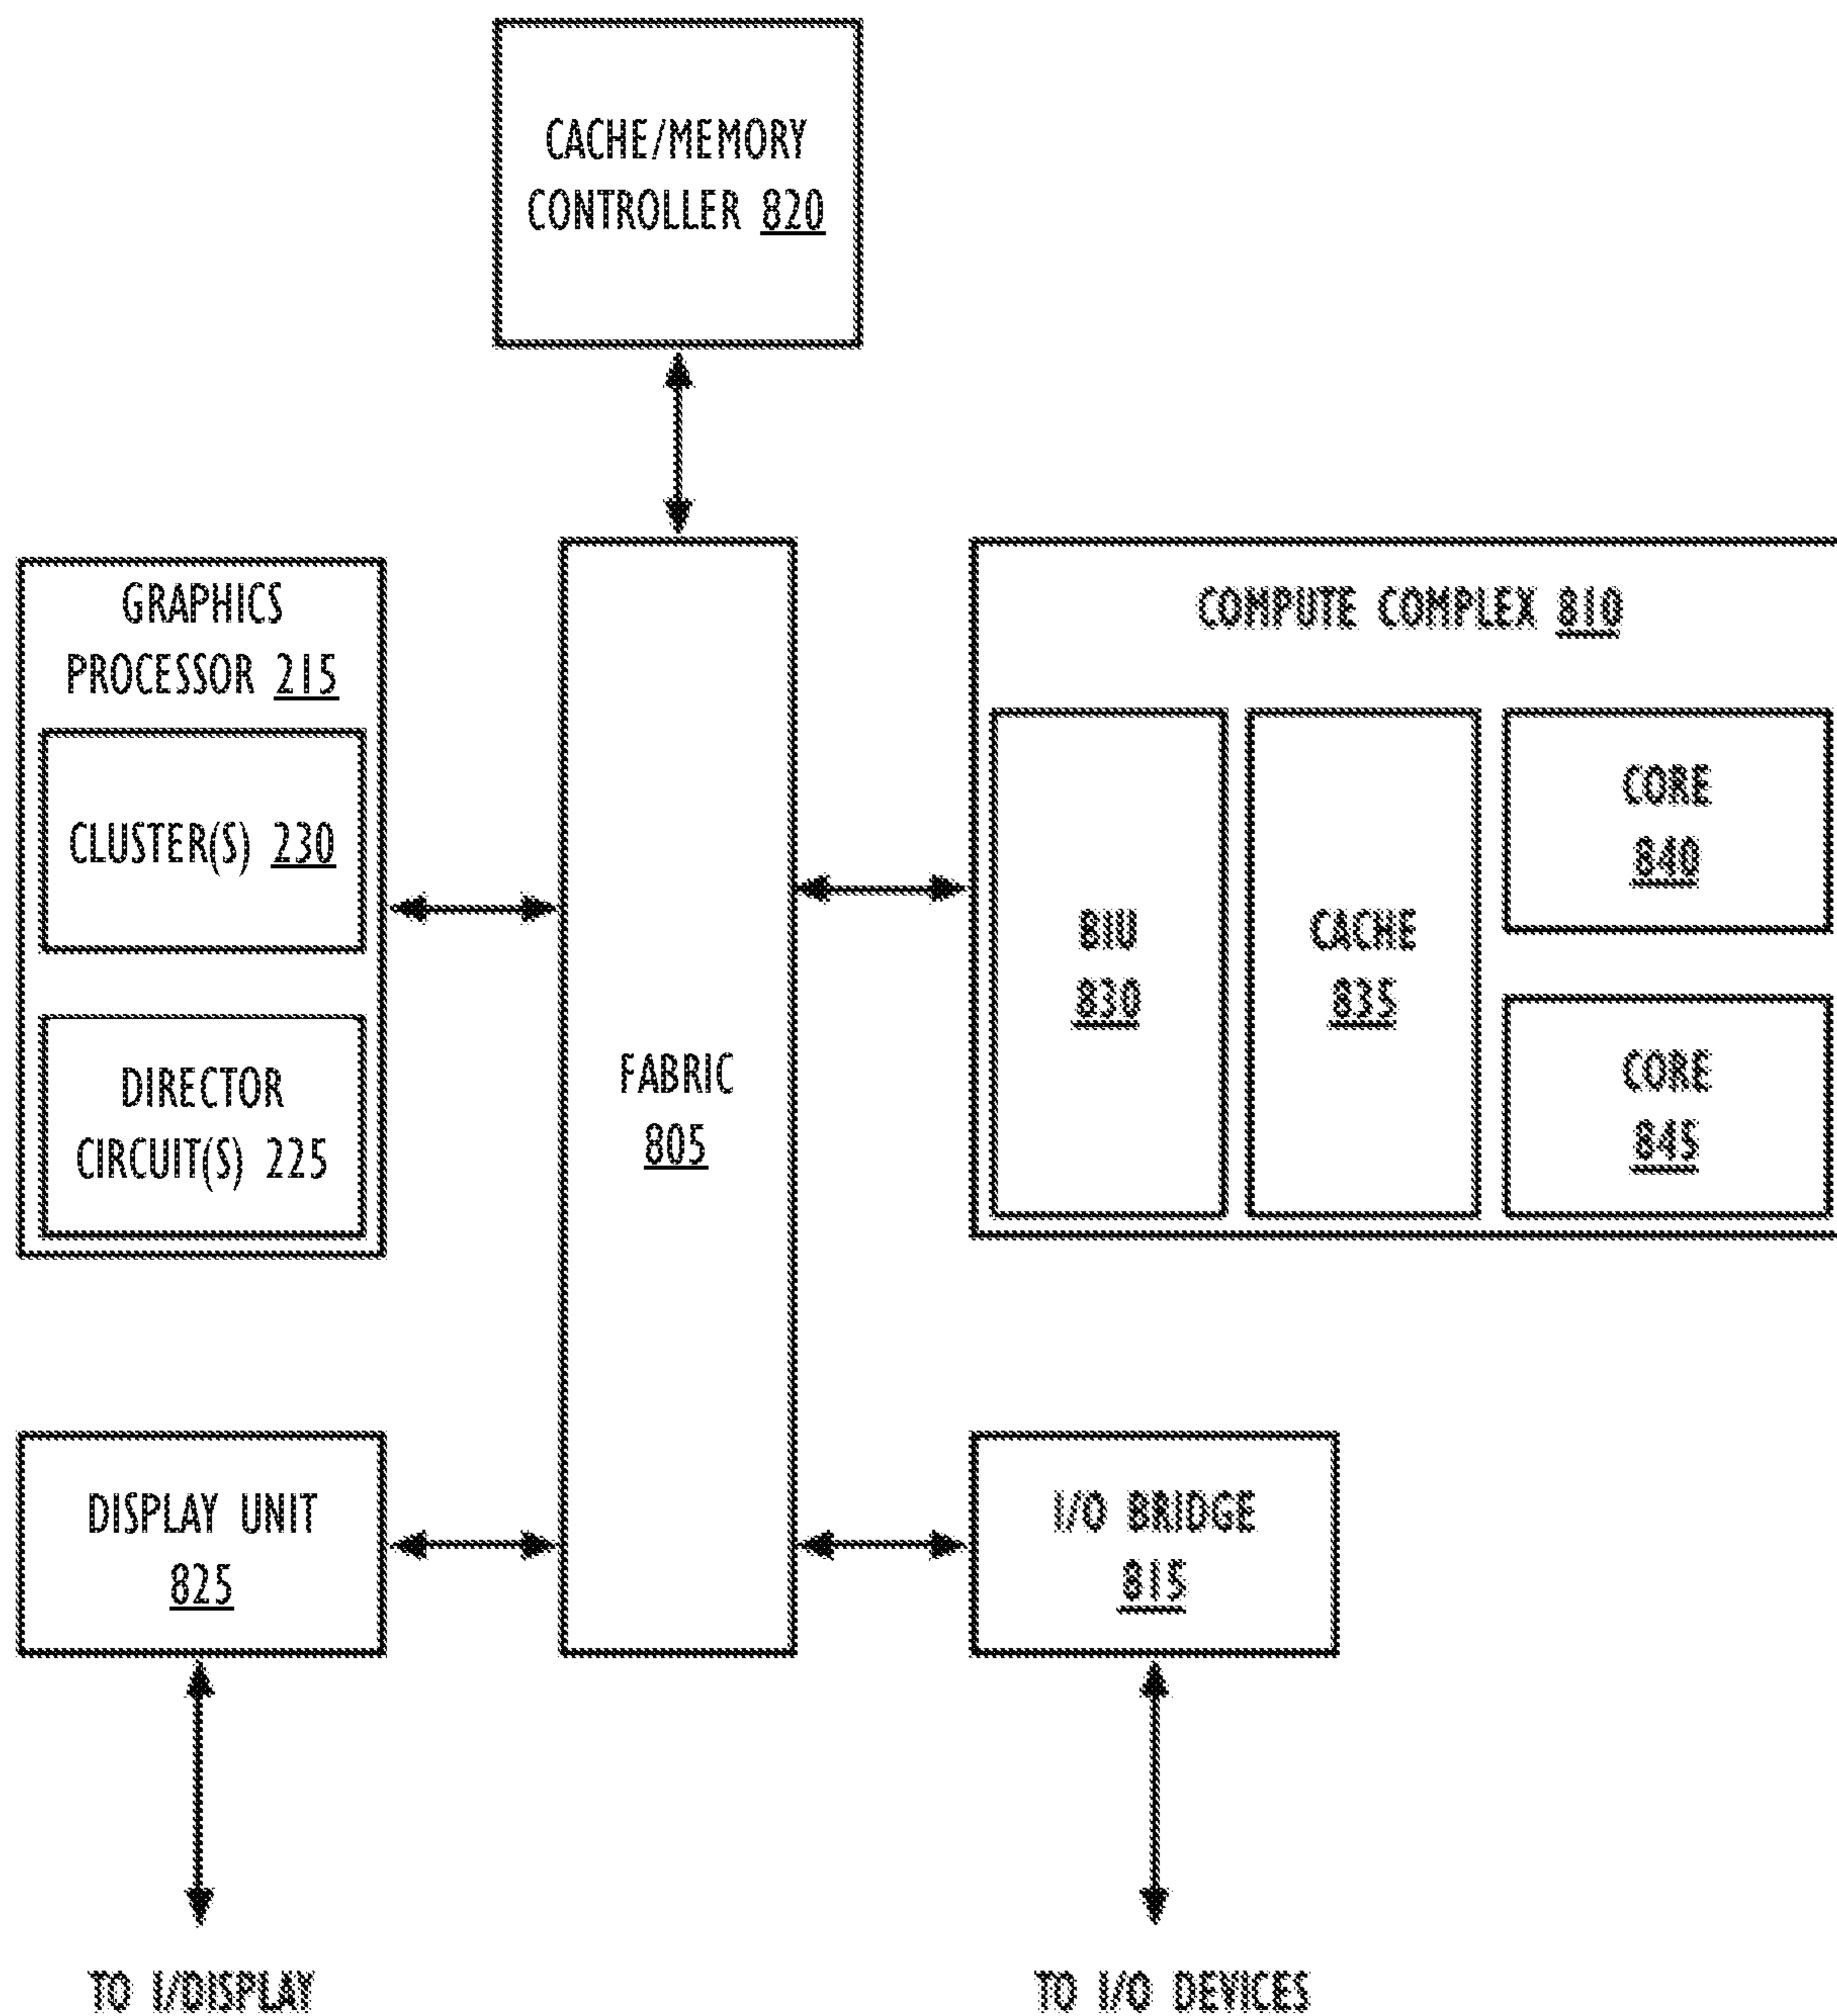 CACHE/MEMORY
CONTROLLER 820
GRAPHICS
PROCESSOR 215
CLUSTER(S) 230
DIRECTOR
CIRCUIT(S) 225
FABRIC
805
COMPUTE COMPLEX 810
BIU
830
CACHE
835
CORE
840
CORE
845
DISPLAY UNIT
825
I/O BRIDGE
815
TO I/DISPLAY
TO I/O DEVICES